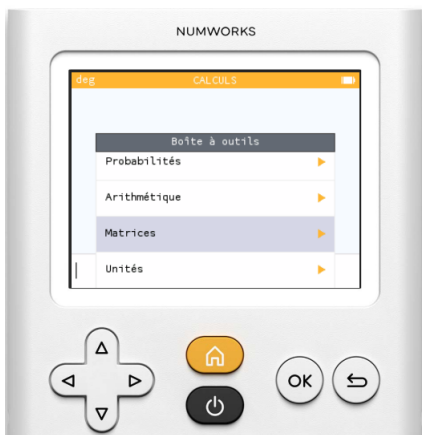 NUMWORKS
deg CALCULS
Boîte à outils
Probabilités
Arithmétique
Matrices
Unités
OK